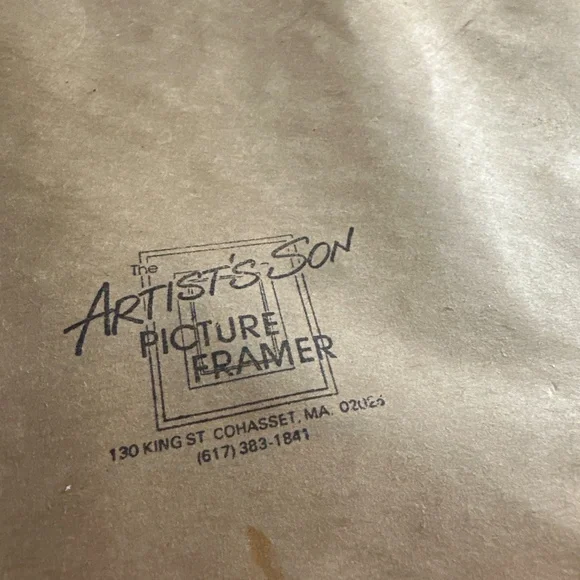 The
ARTIST'S SON
PICTURE
FRAMER
130 KING ST COHASSET, MA. 02025
(617) 383-1841